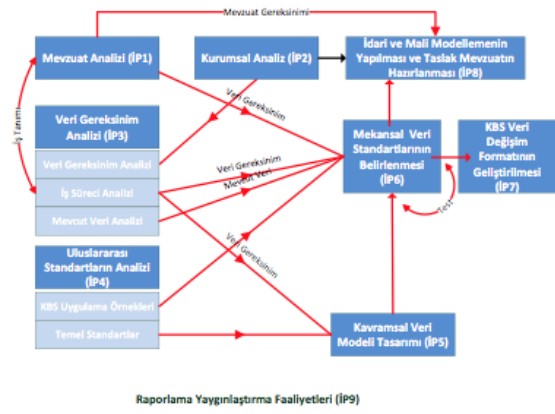 Mevzuat Gereksinimi
Mevzuat Analizi (İP1)
Kurumsal Analiz (İP2)
İdari ve Mali Modellemenin
Yapılması ve Taslak Mevzuatın
Hazırlanması (İP8)
İş Tanımı
Veri Gereksinim
Veri Gereksinim
Analizi (İP3)
Veri Gereksinim Analizi
İş Süreci Analizi
Mevcut Veri Analizi
Veri Gereksinim
Mevcut Veri
Mekansal Veri
Standartlarının
Belirlenmesi
(İP6)
KBS Veri
Değişim
Formatının
Geliştirilmesi
(İP7)
Test
Veri Gereksinim
Uluslararası
Standartların Analizi
(İP4)
KBS Uygulama Örnekleri
Temel Standartlar
Kavramsal Veri
Modeli Tasarımı (İP5)
Raporlama Yaygınlaştırma Faaliyetleri (İP9)